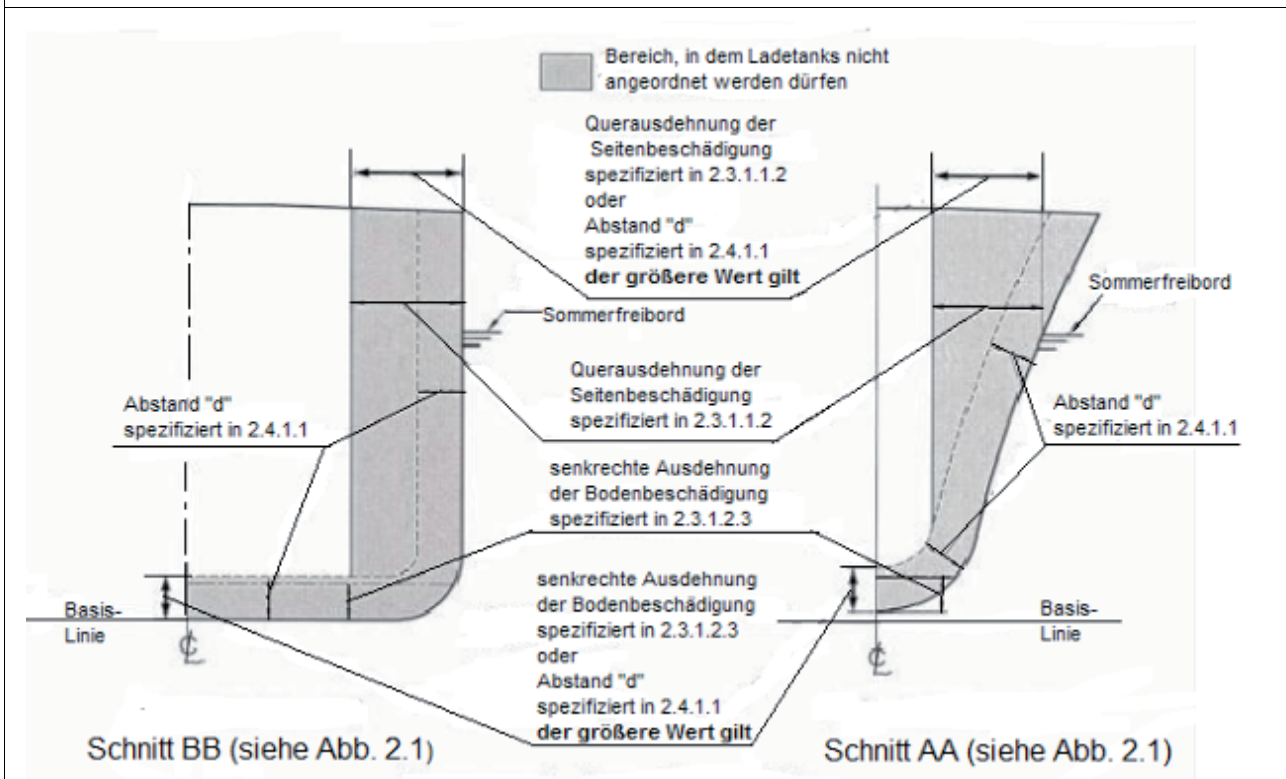 Bereich, in dem Ladetanks nicht
angeordnet werden dürfen
Querausdehnung der
Seitenbeschädigung
spezifiziert in 2.3.1.1.2
oder
Abstand "d"
spezifiziert in 2.4.1.1
der größere Wert gilt
Sommerfreibord
Sommerfreibord
Querausdehnung der
Seitenbeschädigung
spezifiziert in 2.3.1.1.2
Abstand "d"
spezifiziert in 2.4.1.1
Abstand "d"
spezifiziert in 2.4.1.1
senkrechte Ausdehnung
der Bodenbeschädigung
spezifiziert in 2.3.1.2.3
senkrechte Ausdehnung
der Bodenbeschädigung
spezifiziert in 2.3.1.2.3
oder
Abstand "d"
spezifiziert in 2.4.1.1
der größere Wert gilt
Basis-
Linie
℄
Basis-
Linie
℄
Schnitt BB (siehe Abb. 2.1)
Schnitt AA (siehe Abb. 2.1)